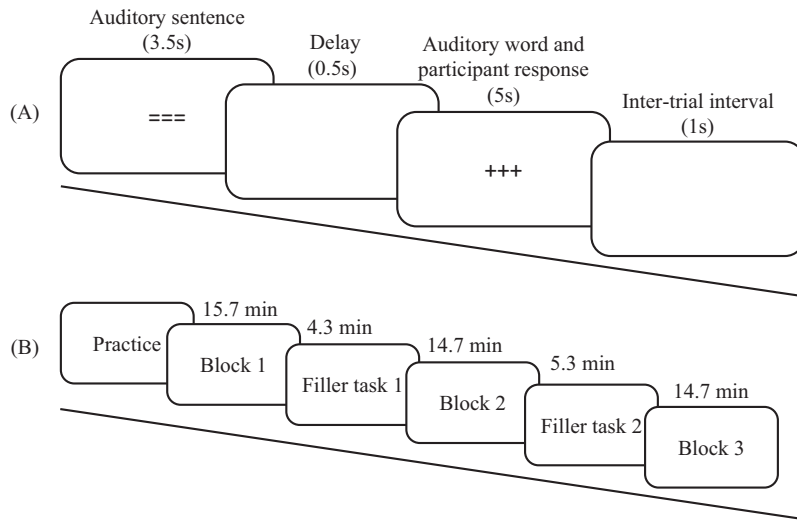 Auditory sentence
(3.5s)
Delay
(0.5s)
Auditory word and
participant response
(5s)
Inter-trial interval
(1s)
(A)
===
+++
(B)
Practice
15.7 min
Block 1
4.3 min
Filler task 1
14.7 min
Block 2
5.3 min
Filler task 2
14.7 min
Block 3